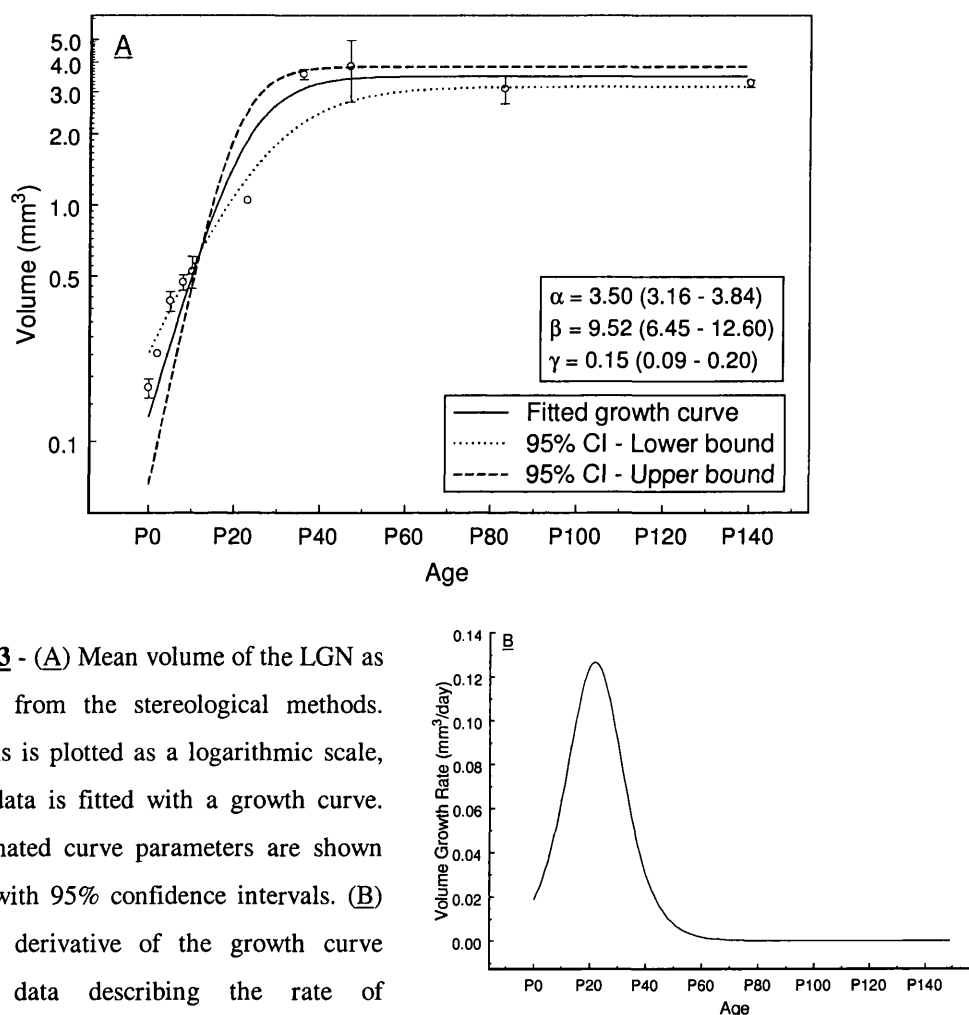 A
5.0
4.0
3.0
2.0
1.0
0.5
0.1
Volume (mm³)
α = 3.50 (3.16 - 3.84)
β = 9.52 (6.45 - 12.60)
γ = 0.15 (0.09 - 0.20)
Fitted growth curve
95% CI - Lower bound
95% CI - Upper bound
P0 P20 P40 P60 P80 P100 P120 P140
Age
3 - (A) Mean volume of the LGN as
from the stereological methods.
is plotted as a logarithmic scale,
data is fitted with a growth curve.
curve parameters are shown
with 95% confidence intervals. (B)
derivative of the growth curve
data describing the rate of
B
0.14
0.12
0.10
0.08
0.06
0.04
0.02
0.00
Volume Growth Rate (mm³/day)
P0 P20 P40 P60 P80 P100 P120 P140
Age